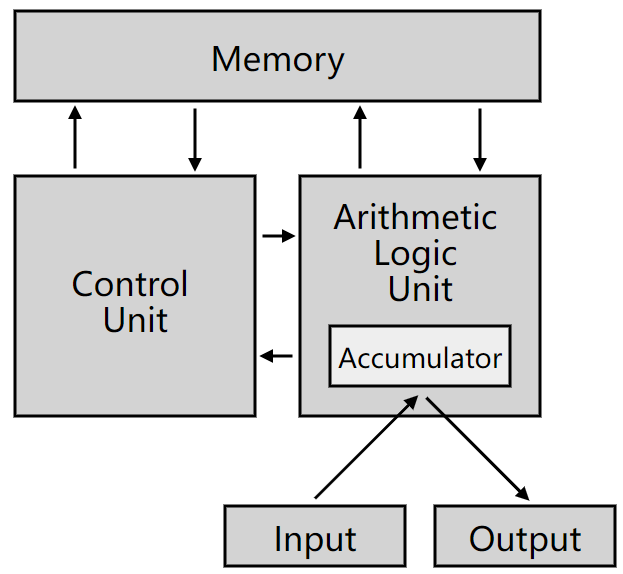 Memory
Control
Unit
Arithmetic
Logic
Unit
Accumulator
Input
Output